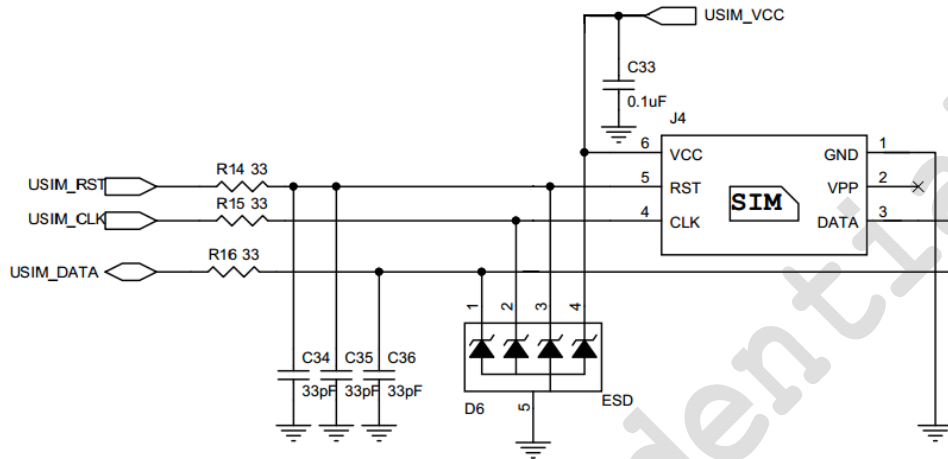 USIM_VCC
C33
0.1uF
J4
6 VCC GND 1
R14 33
USIM_RST 5 RST VPP 2
SIM
R15 33
USIM_CLK 4 CLK DATA 3
R16 33
USIM_DATA
1 2 3 4
C34 C35 C36
33pF 33pF 33pF
D6 5 ESD
dentia